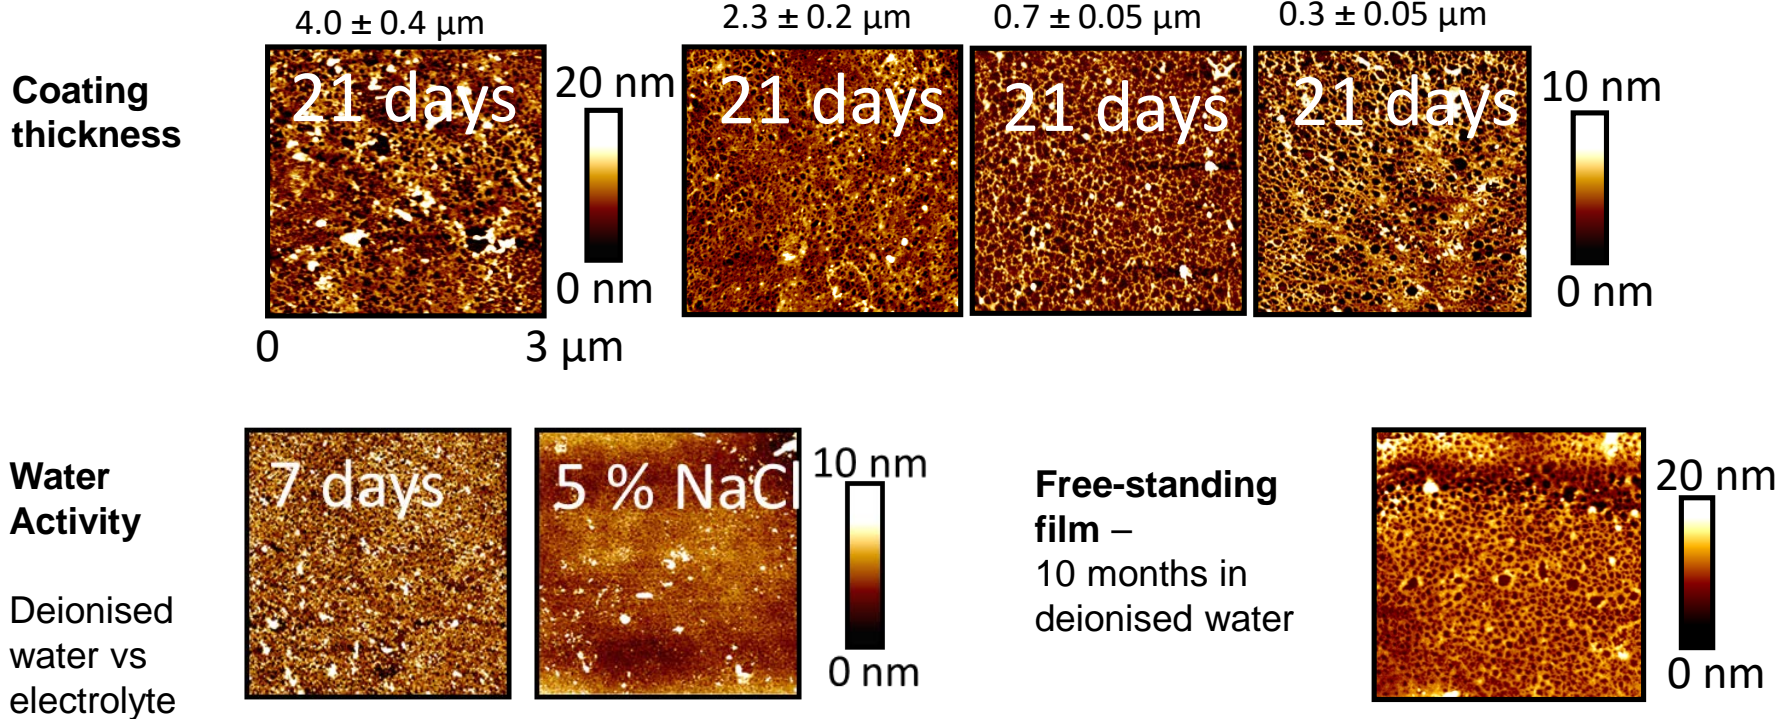 4.0 ± 0.4 µm
2.3 ± 0.2 µm
0.7 ± 0.05 µm
0.3 ± 0.05 µm
Coating
thickness
21 days
20 nm
0 nm
0
3 µm
21 days
21 days
21 days
10 nm
0 nm
Water
Activity
Deionised
water vs
electrolyte
7 days
5 % NaCl
10 nm
0 nm
Free-standing
film –
10 months in
deionised water
20 nm
0 nm